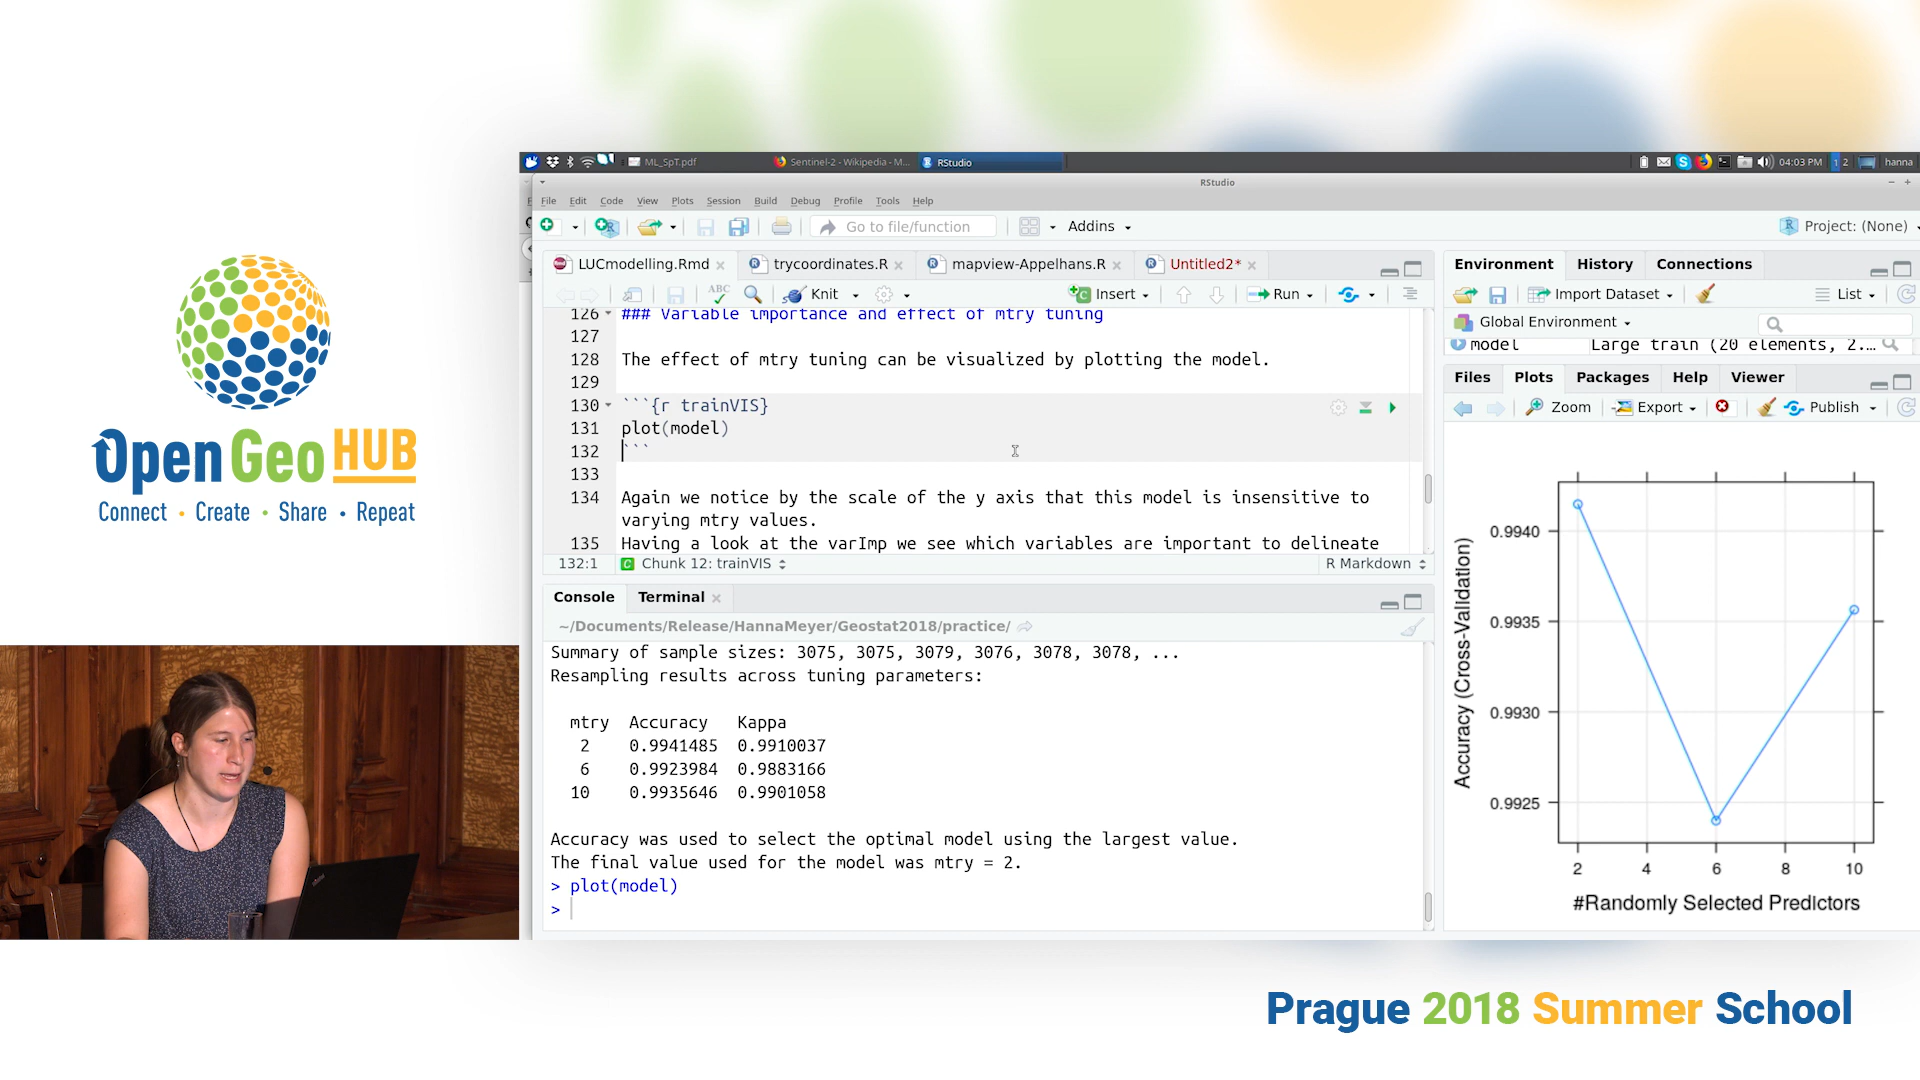 Open Geo HUB
Connect • Create • Share • Repeat
ML_SpT.pdf
Sentinel-2 - Wikipedia - M...
RStudio
04:03 PM
1 2
hanna
RStudio
File Edit Code View Plots Session Build Debug Profile Tools Help
Go to file/function
Addins
Project: (None)
LUCmodelling.Rmd
trycoordinates.R
mapview-Appelhans.R
Untitled2*
ABC
Knit
Insert
Run
126 ### Variable importance and effect of mtry tuning
127
128 The effect of mtry tuning can be visualized by plotting the model.
129
130 ```{r trainVIS}
131 plot(model)
132 ```
133
134 Again we notice by the scale of the y axis that this model is insensitive to
varying mtry values.
135 Having a look at the varImp we see which variables are important to delineate
132:1 Chunk 12: trainVIS
R Markdown
Console Terminal
~/Documents/Release/HannaMeyer/Geostat2018/practice/
Summary of sample sizes: 3075, 3075, 3079, 3076, 3078, 3078, ...
Resampling results across tuning parameters:
mtry Accuracy Kappa
2 0.9941485 0.9910037
6 0.9923984 0.9883166
10 0.9935646 0.9901058
Accuracy was used to select the optimal model using the largest value.
The final value used for the model was mtry = 2.
> plot(model)
>
Environment History Connections
Import Dataset
List
Global Environment
model Large train (20 elements, 2.…
Files Plots Packages Help Viewer
Zoom Export Publish
Accuracy (Cross-Validation)
0.9940
0.9935
0.9930
0.9925
2 4 6 8 10
#Randomly Selected Predictors
Prague 2018 Summer School